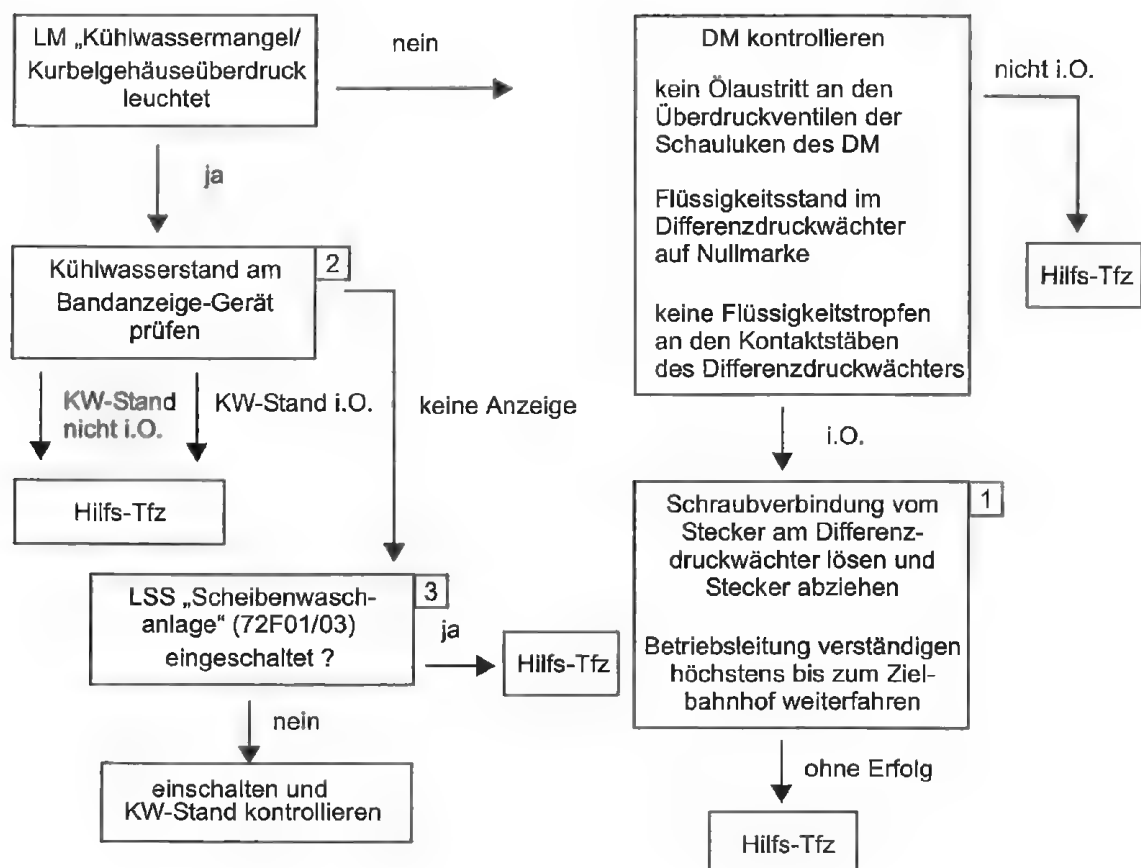 LM „Kühlwassermangel/
Kurbelgehäuseüberdruck
leuchtet
nein
ja
2
Kühlwasserstand am
Bandanzeige-Gerät
prüfen
KW-Stand
nicht i.O.
KW-Stand i.O.
keine Anzeige
Hilfs-Tfz
3
LSS „Scheibenwasch-
anlage“ (72F01/03)
eingeschaltet ?
ja
Hilfs-Tfz
nein
einschalten und
KW-Stand kontrollieren
DM kontrollieren
kein Ölaustritt an den
Überdruckventilen der
Schauluken des DM
Flüssigkeitsstand im
Differenzdruckwächter
auf Nullmarke
keine Flüssigkeitstropfen
an den Kontaktstäben
des Differenzdruckwächters
nicht i.O.
Hilfs-Tfz
i.O.
1
Schraubverbindung vom
Stecker am Differenz-
druckwächter lösen und
Stecker abziehen
Betriebsleitung verständigen
höchstens bis zum Ziel-
bahnhof weiterfahren
ohne Erfolg
Hilfs-Tfz